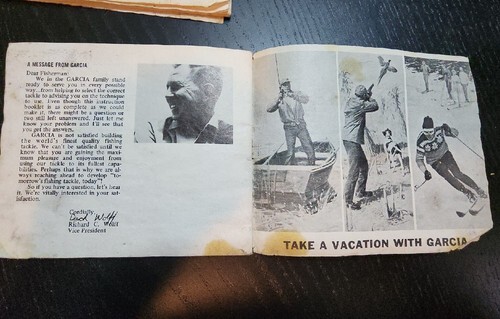 A MESSAGE FROM GARCIA
Dear Fisherman:
We in the GARCIA family stand
ready to serve you in every possible
way, from helping to select the correct
tackle to advising you on the technique
to use. Even though this instruction
booklet is as complete as we could
make it, there might be a question or
two still left unanswered. Just let me
know your problem and I'll see that
you get the answers.
GARCIA is not satisfied building
the world's finest quality fishing
tackle. We can't be satisfied until we
know that you are gaining the maxi-
mum pleasure and enjoyment from
using our tackle to its fullest capa-
bilities. Perhaps that is why we are al-
ways reaching ahead to develop "to-
morrow's fishing tackle, today"!
So if you have a question, let's hear
it. We're vitally interested in your sat-
isfaction.
Cordially,
Richard C. Wolff
Vice President
TAKE A VACATION WITH GARCIA